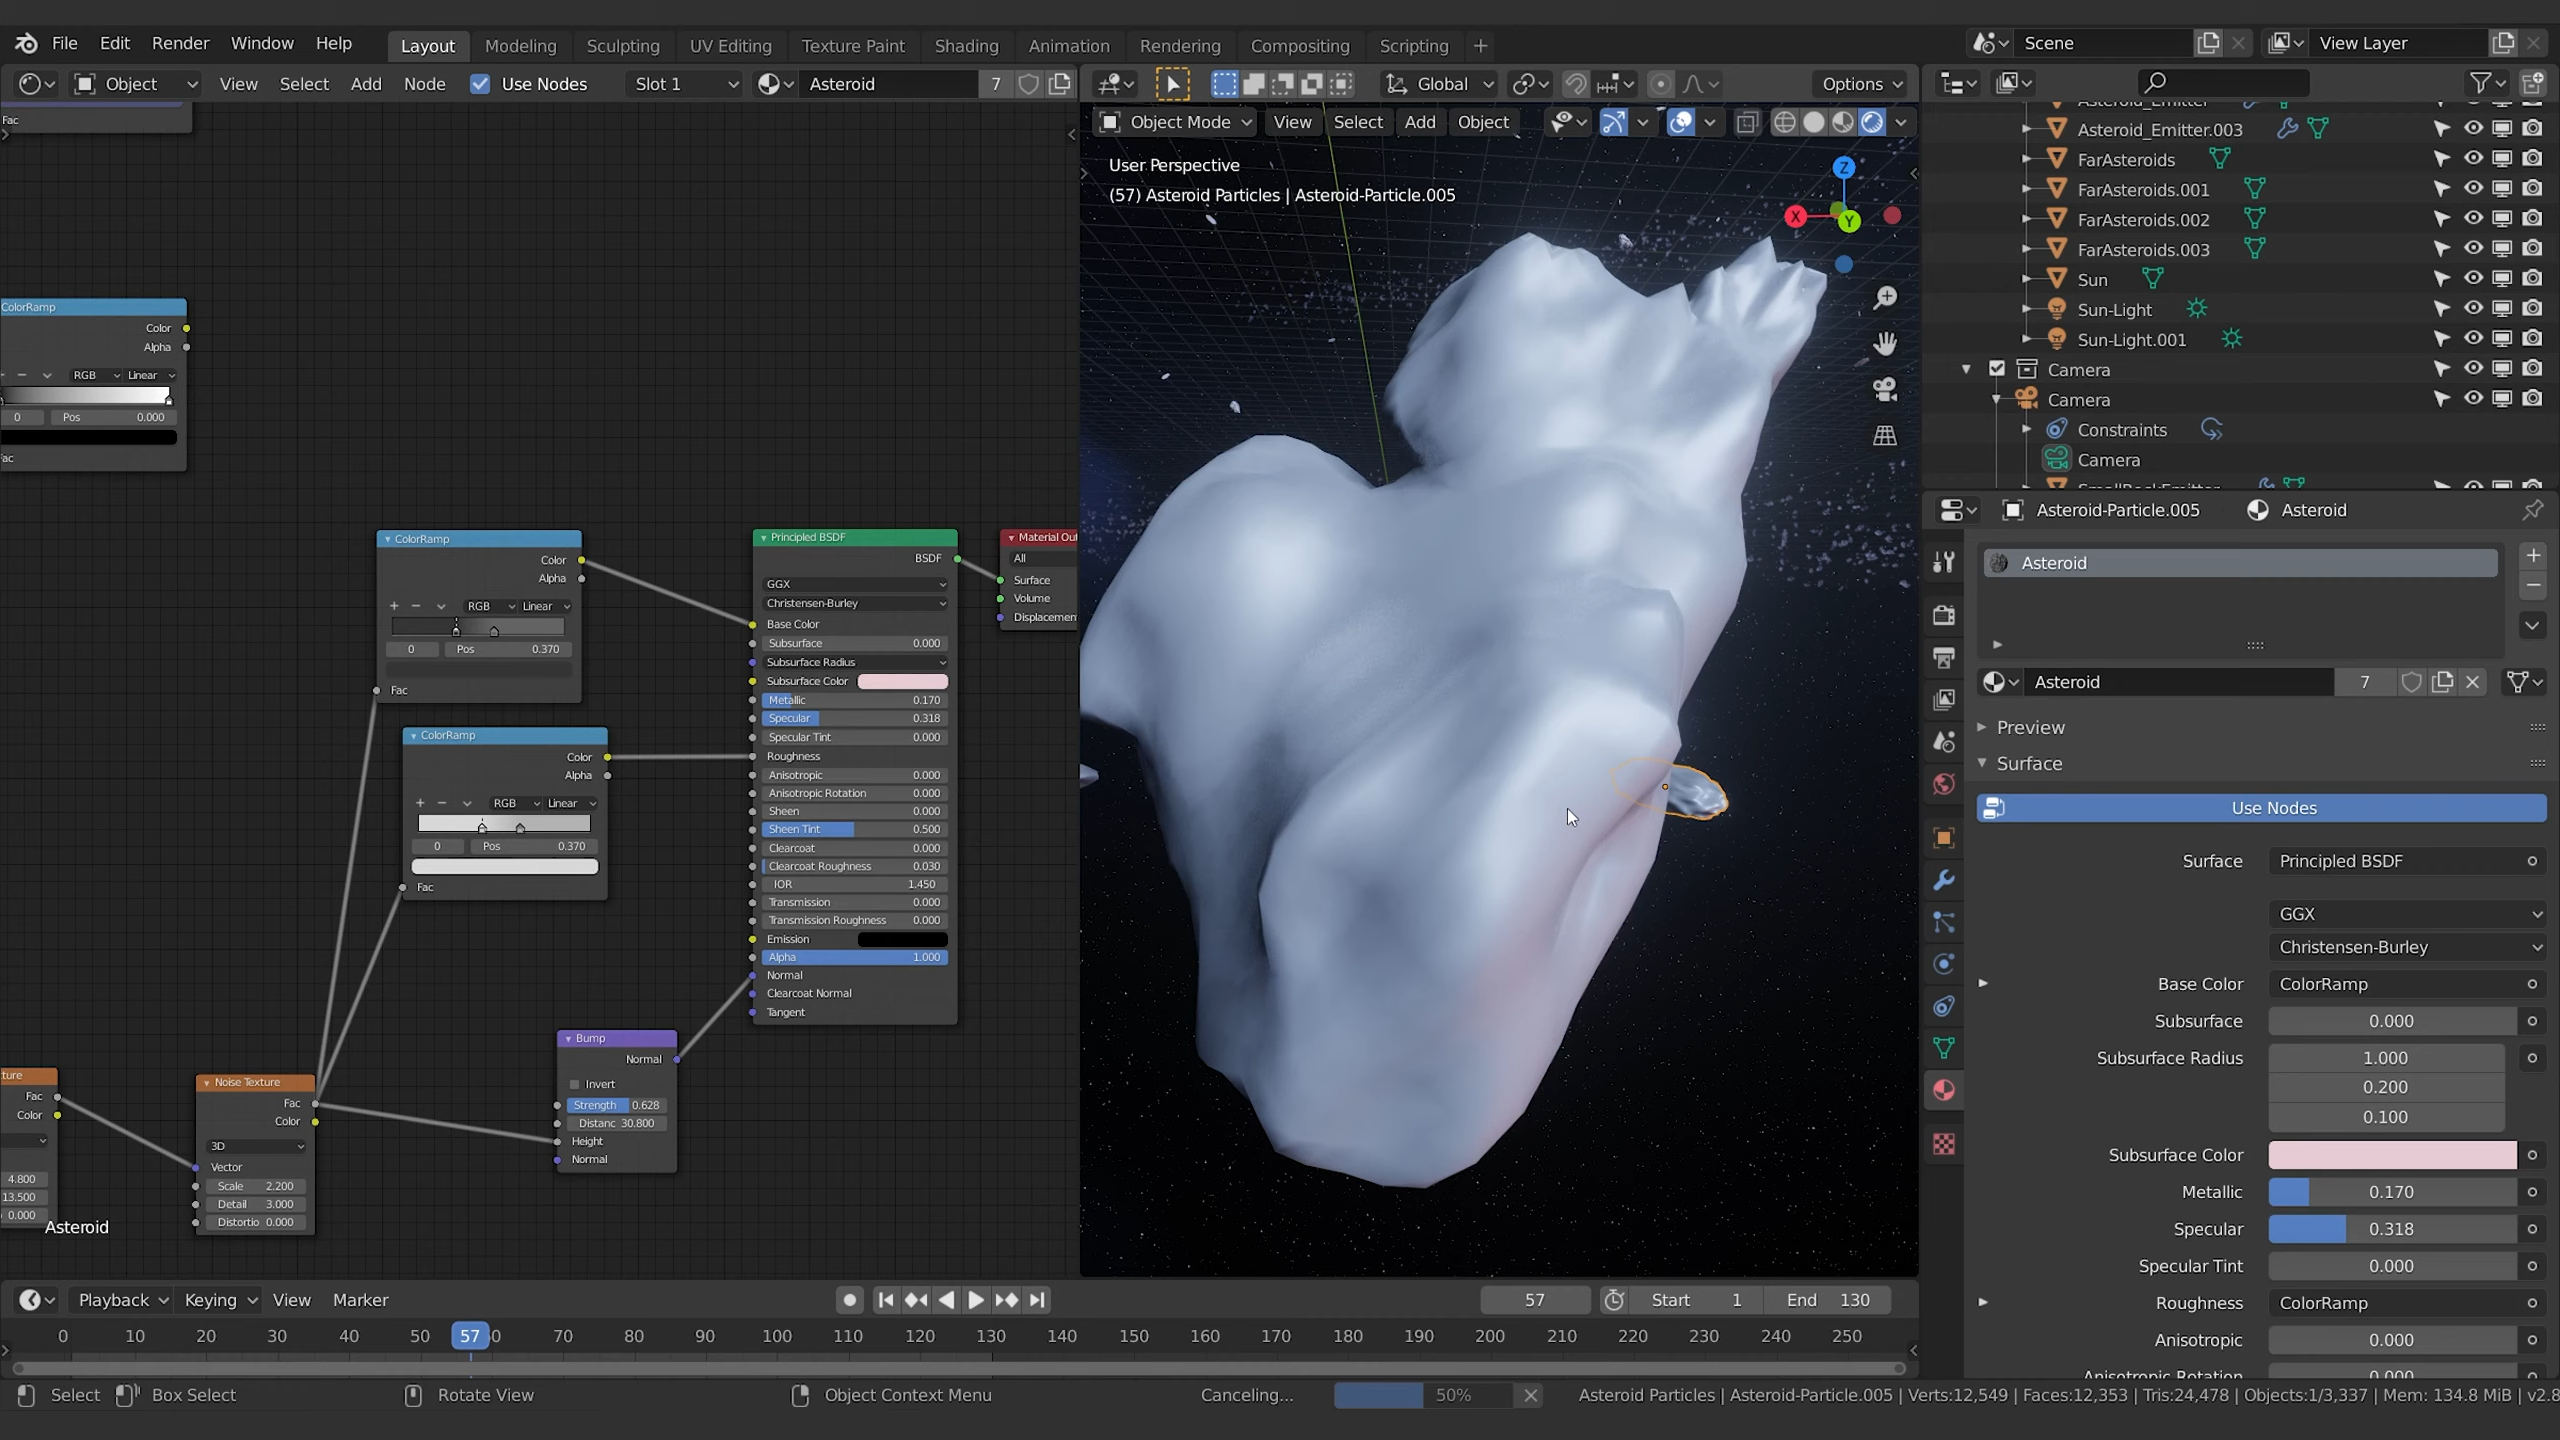 File Edit Render Window Help Layout Modeling Sculpting UV Editing Texture Paint Shading Animation Rendering Compositing Scripting + Scene View Layer
Object View Select Add Node Use Nodes Slot 1 Asteroid 7 Global Options
Object Mode View Select Add Object
User Perspective
(57) Asteroid Particles | Asteroid-Particle.005
Z
X
Y
Fac
ColorRamp
Color
Alpha
RGB Linear
0 Pos 0.000
ColorRamp
Color
Alpha
RGB Linear
0 Pos 0.370
Fac
ColorRamp
Color
Alpha
RGB Linear
0 Pos 0.370
Fac
Principled BSDF
BSDF
GGX
Christensen-Burley
Base Color
Subsurface 0.000
Subsurface Radius
Subsurface Color
Metallic 0.170
Specular 0.318
Specular Tint 0.000
Roughness
Anisotropic 0.000
Anisotropic Rotation 0.000
Sheen 0.000
Sheen Tint 0.500
Clearcoat 0.000
Clearcoat Roughness 0.030
IOR 1.450
Transmission 0.000
Transmission Roughness 0.000
Emission
Alpha 1.000
Normal
Clearcoat Normal
Tangent
Material Out
All
Surface
Volume
Displacemen
Bump
Normal
Invert
Strength 0.628
Distanc 30.800
Height
Normal
ture
Fac
Color
4.800
13.500
0.000
Asteroid
Noise Texture
Fac
Color
3D
Vector
Scale 2.200
Detail 3.000
Distortio 0.000
Asteroid_Emitter
Asteroid_Emitter.003
FarAsteroids
FarAsteroids.001
FarAsteroids.002
FarAsteroids.003
Sun
Sun-Light
Sun-Light.001
Camera
Camera
Constraints
Camera
SmallRockEmitter
Asteroid-Particle.005 Asteroid
Asteroid
Asteroid 7
Preview
Surface
Use Nodes
Surface Principled BSDF
GGX
Christensen-Burley
Base Color ColorRamp
Subsurface 0.000
Subsurface Radius 1.000
0.200
0.100
Subsurface Color
Metallic 0.170
Specular 0.318
Specular Tint 0.000
Roughness ColorRamp
Anisotropic 0.000
Anisotropic Rotation 0.000
Playback Keying View Marker 57 Start 1 End 130
0 10 20 30 40 50 57 70 80 90 100 110 120 130 140 150 160 170 180 190 200 210 220 230 240 250
Select Box Select Rotate View Object Context Menu Canceling... 50% Asteroid Particles | Asteroid-Particle.005 | Verts:12,549 | Faces:12,353 | Tris:24,478 | Objects:1/3,337 | Mem: 134.8 MiB | v2.8